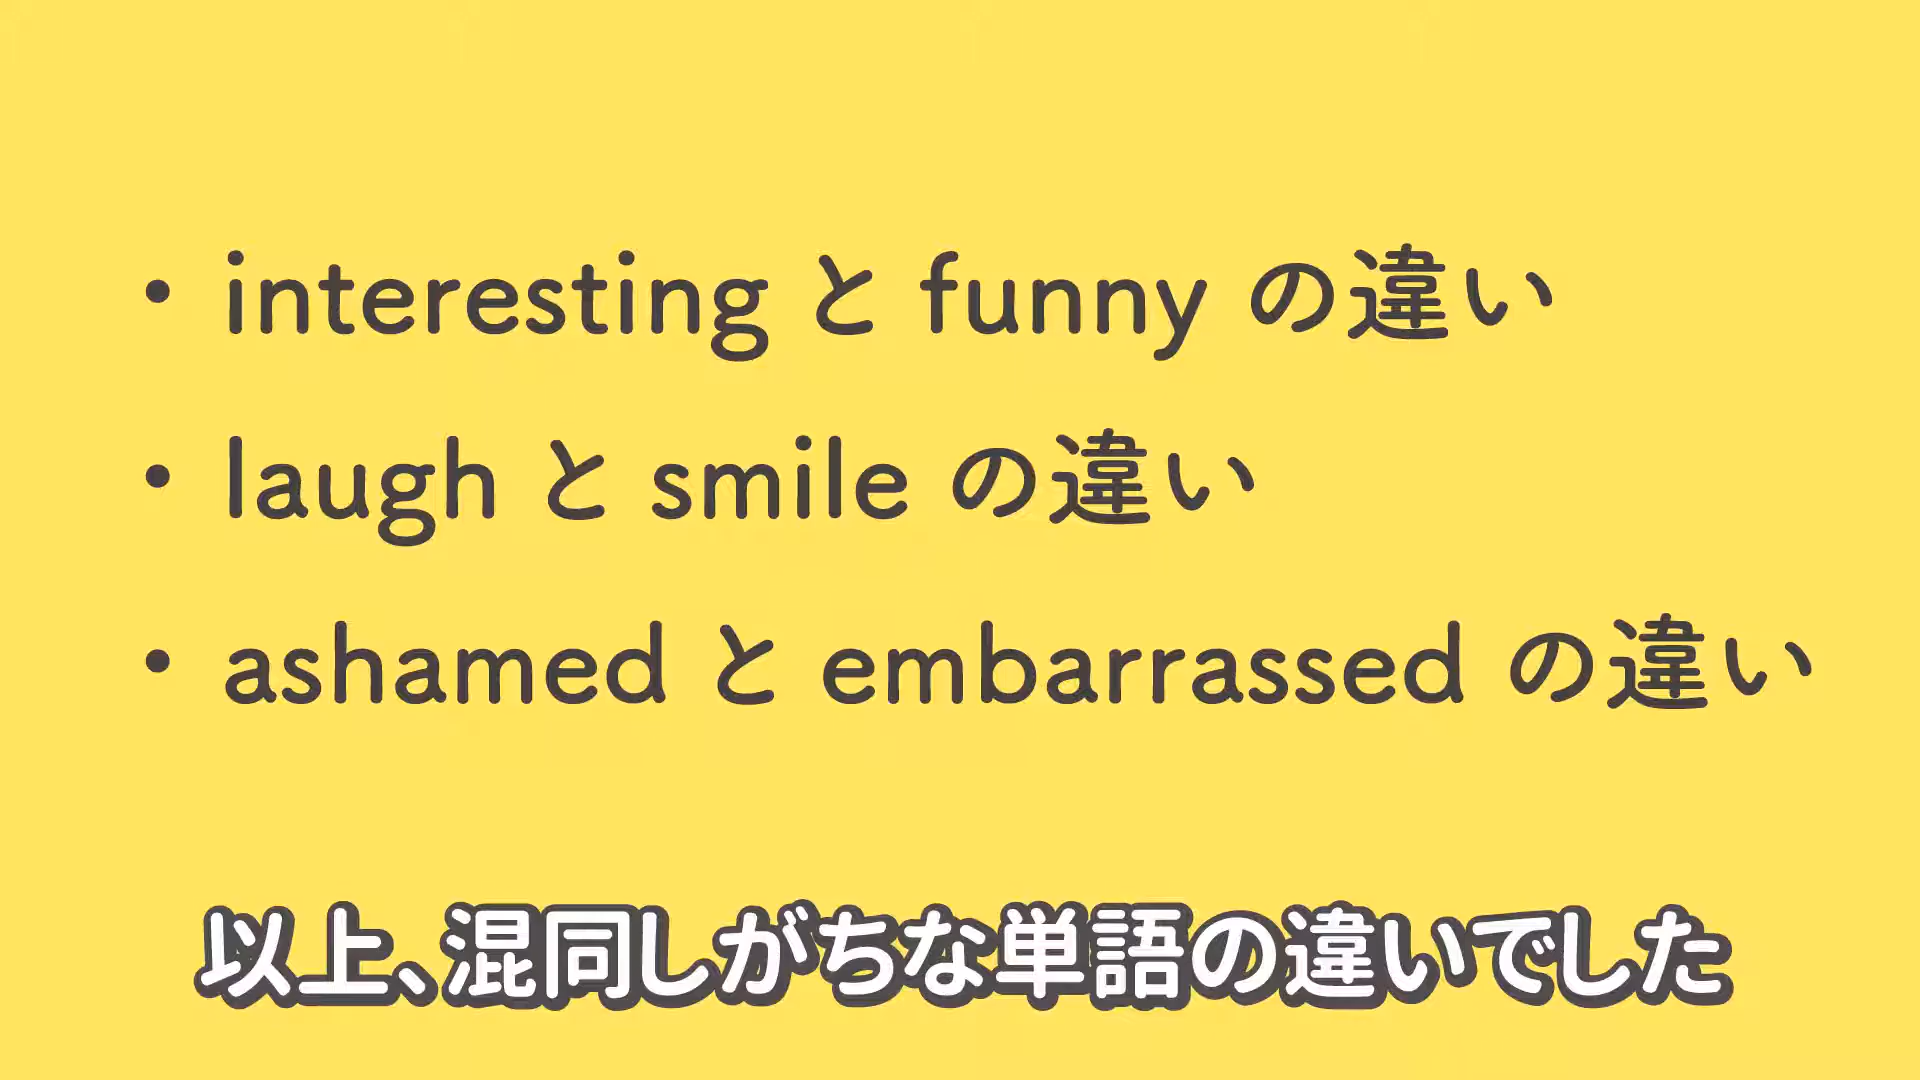 ・interesting と funny の違い
・laugh と smile の違い
・ashamed と embarrassed の違い
以上、混同しがちな単語の違いでした